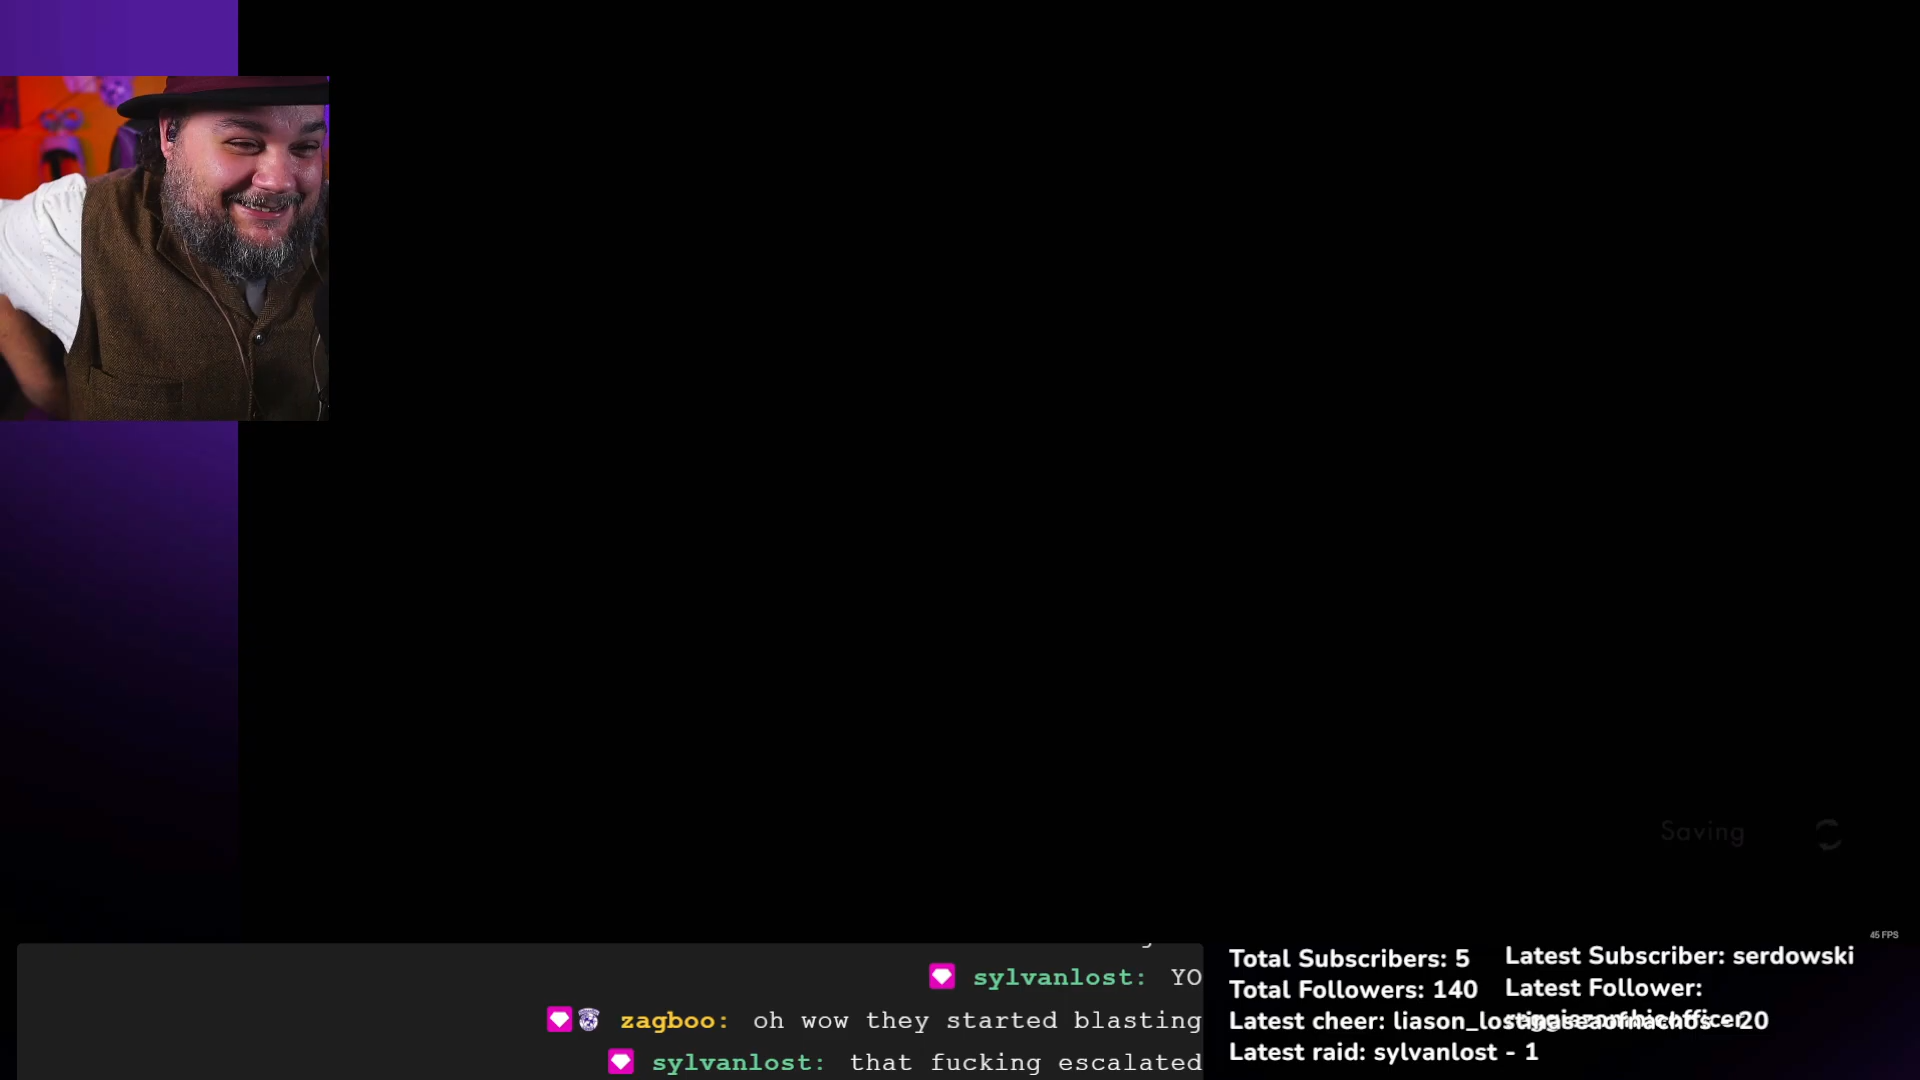 Saving
45 FPS
sylvanlost: YO
zagboo: oh wow they started blasting
sylvanlost: that fucking escalated
Total Subscribers: 5
Total Followers: 140
Latest cheer:
Latest raid: sylvanlost - 1
Latest Subscriber: serdowski
Latest Follower: